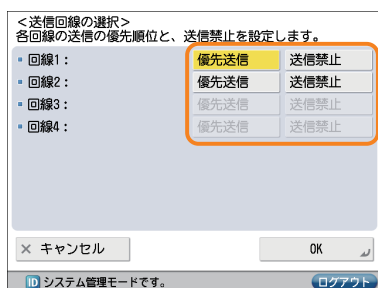 <送信回線の選択>
各回線の送信の優先順位と、送信禁止を設定します。
回線1： 優先送信 送信禁止
回線2： 優先送信 送信禁止
回線3： 優先送信 送信禁止
回線4： 優先送信 送信禁止
× キャンセル OK
ID システム管理モードです。 ログアウト